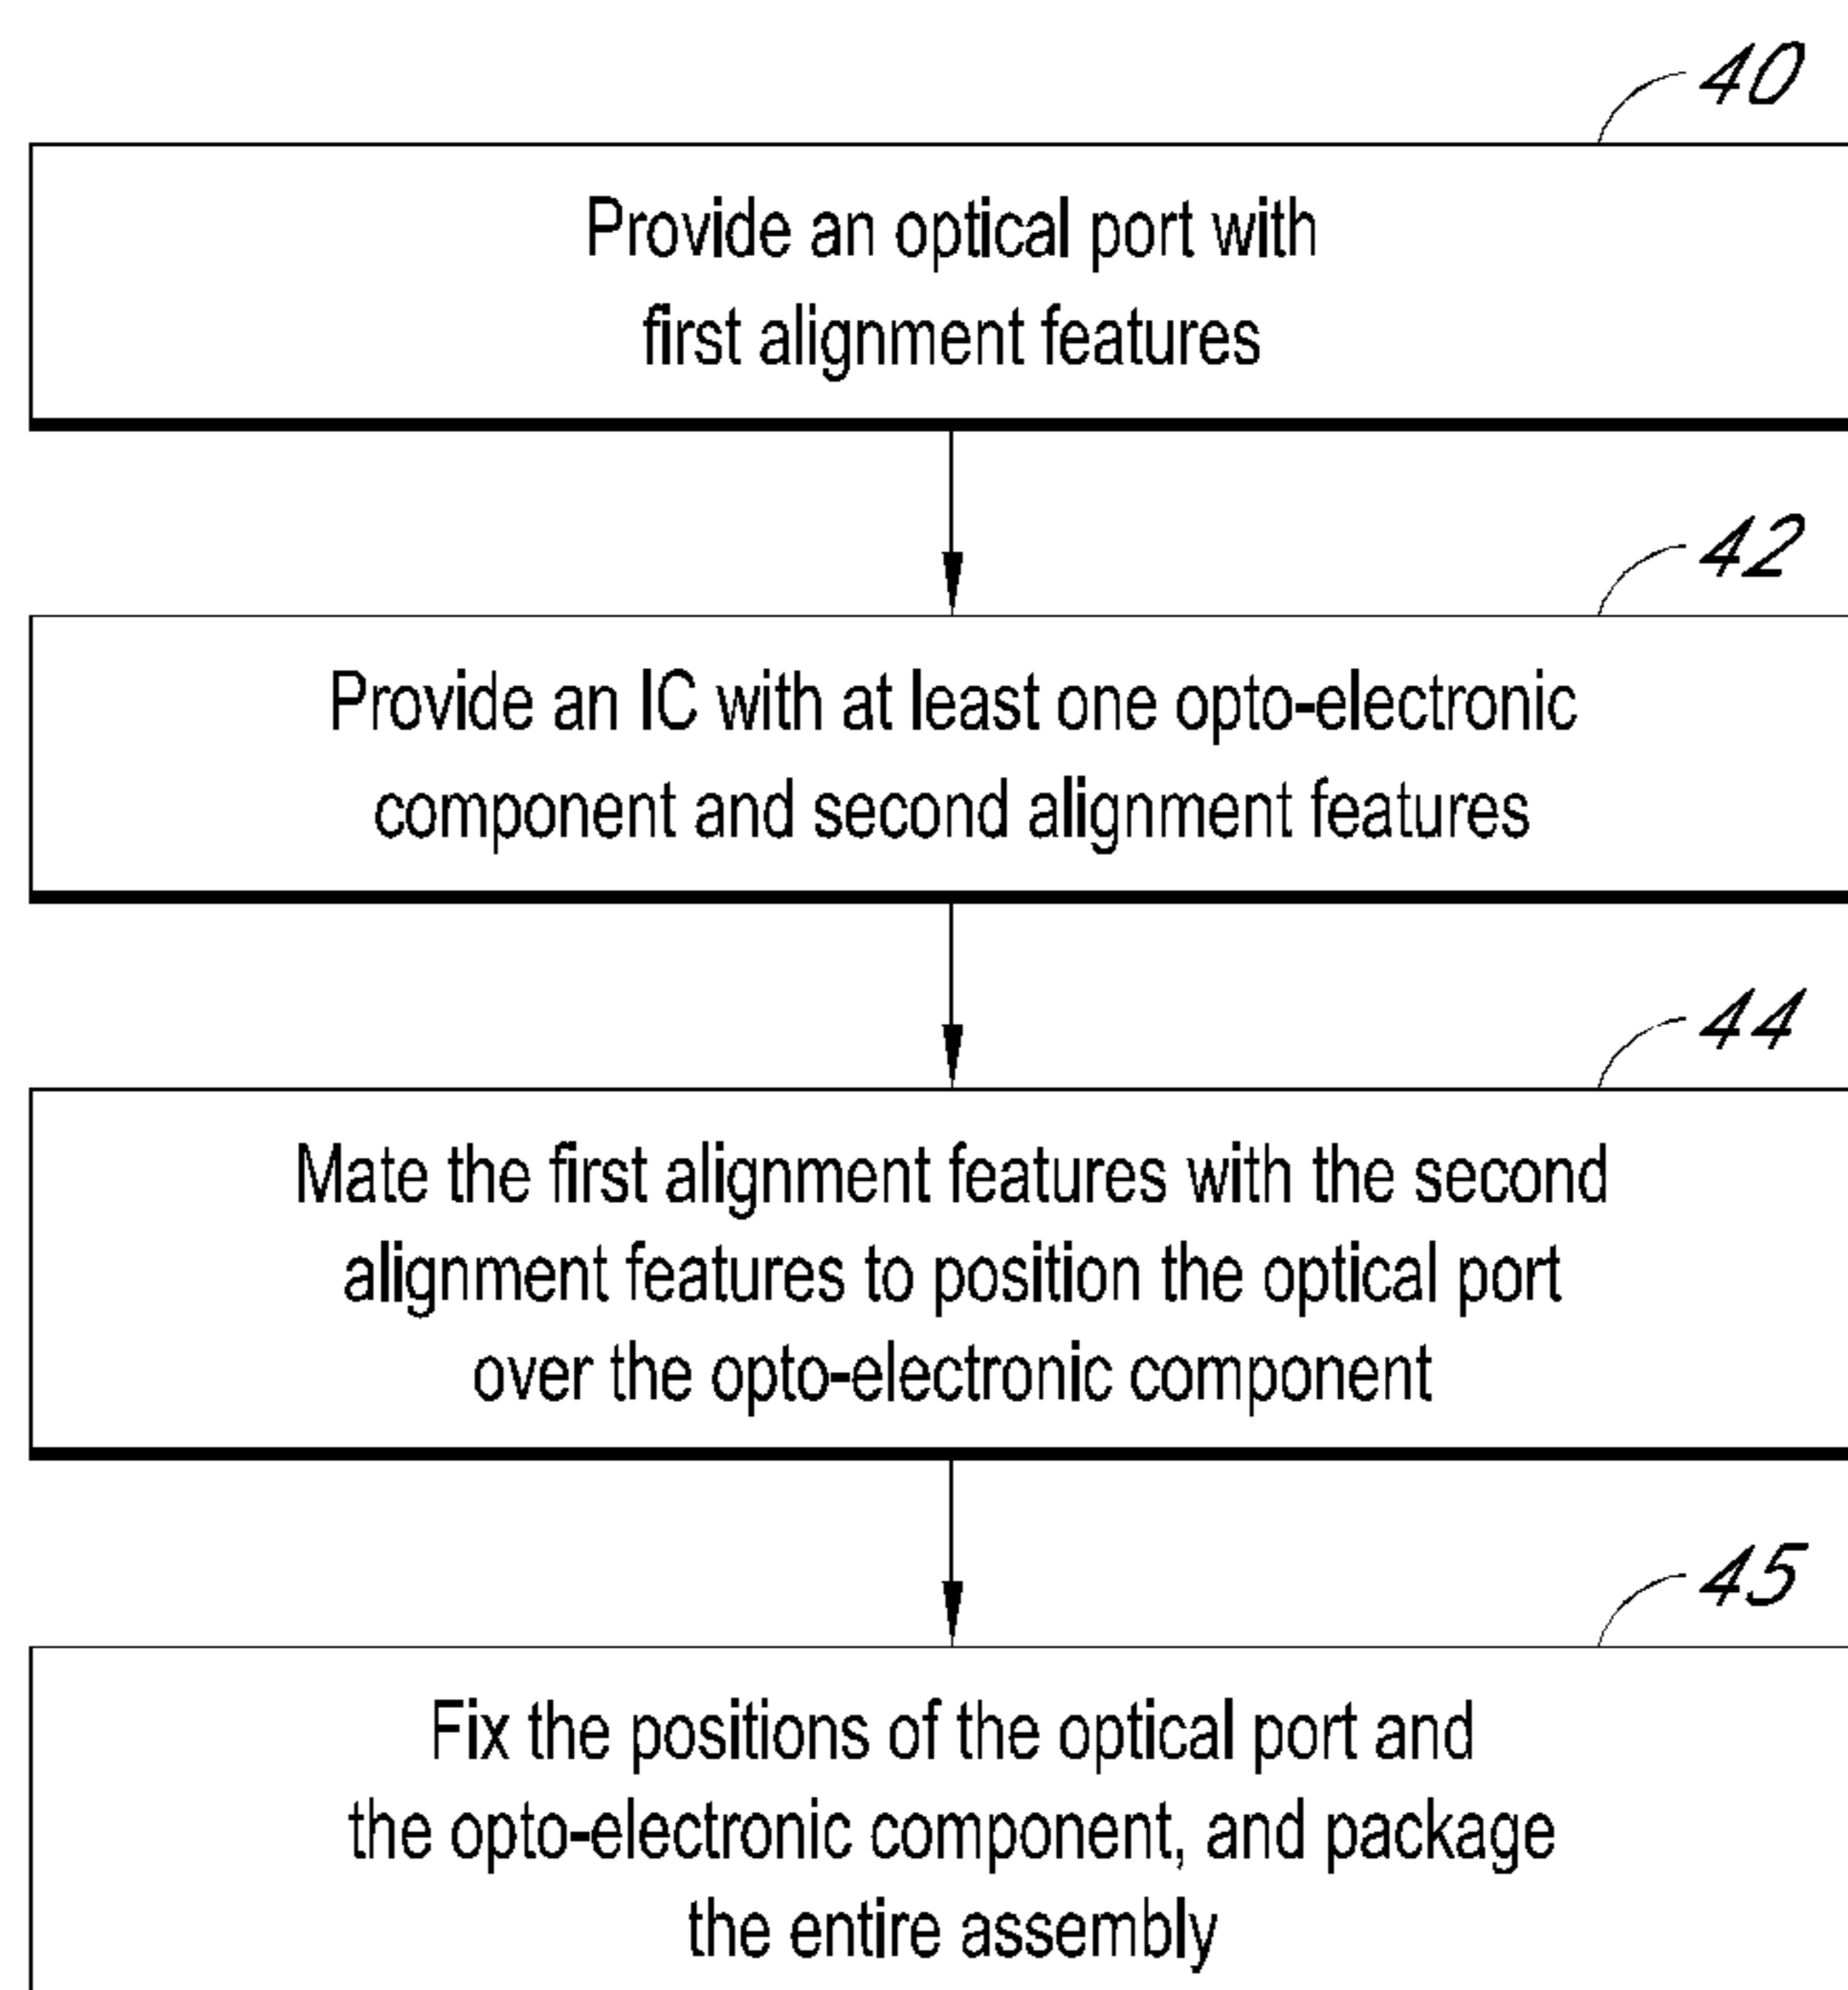 40
Provide an optical port with
first alignment features
42
Provide an IC with at least one opto-electronic
component and second alignment features
44
Mate the first alignment features with the second
alignment features to position the optical port
over the opto-electronic component
45
Fix the positions of the optical port and
the opto-electronic component, and package
the entire assembly